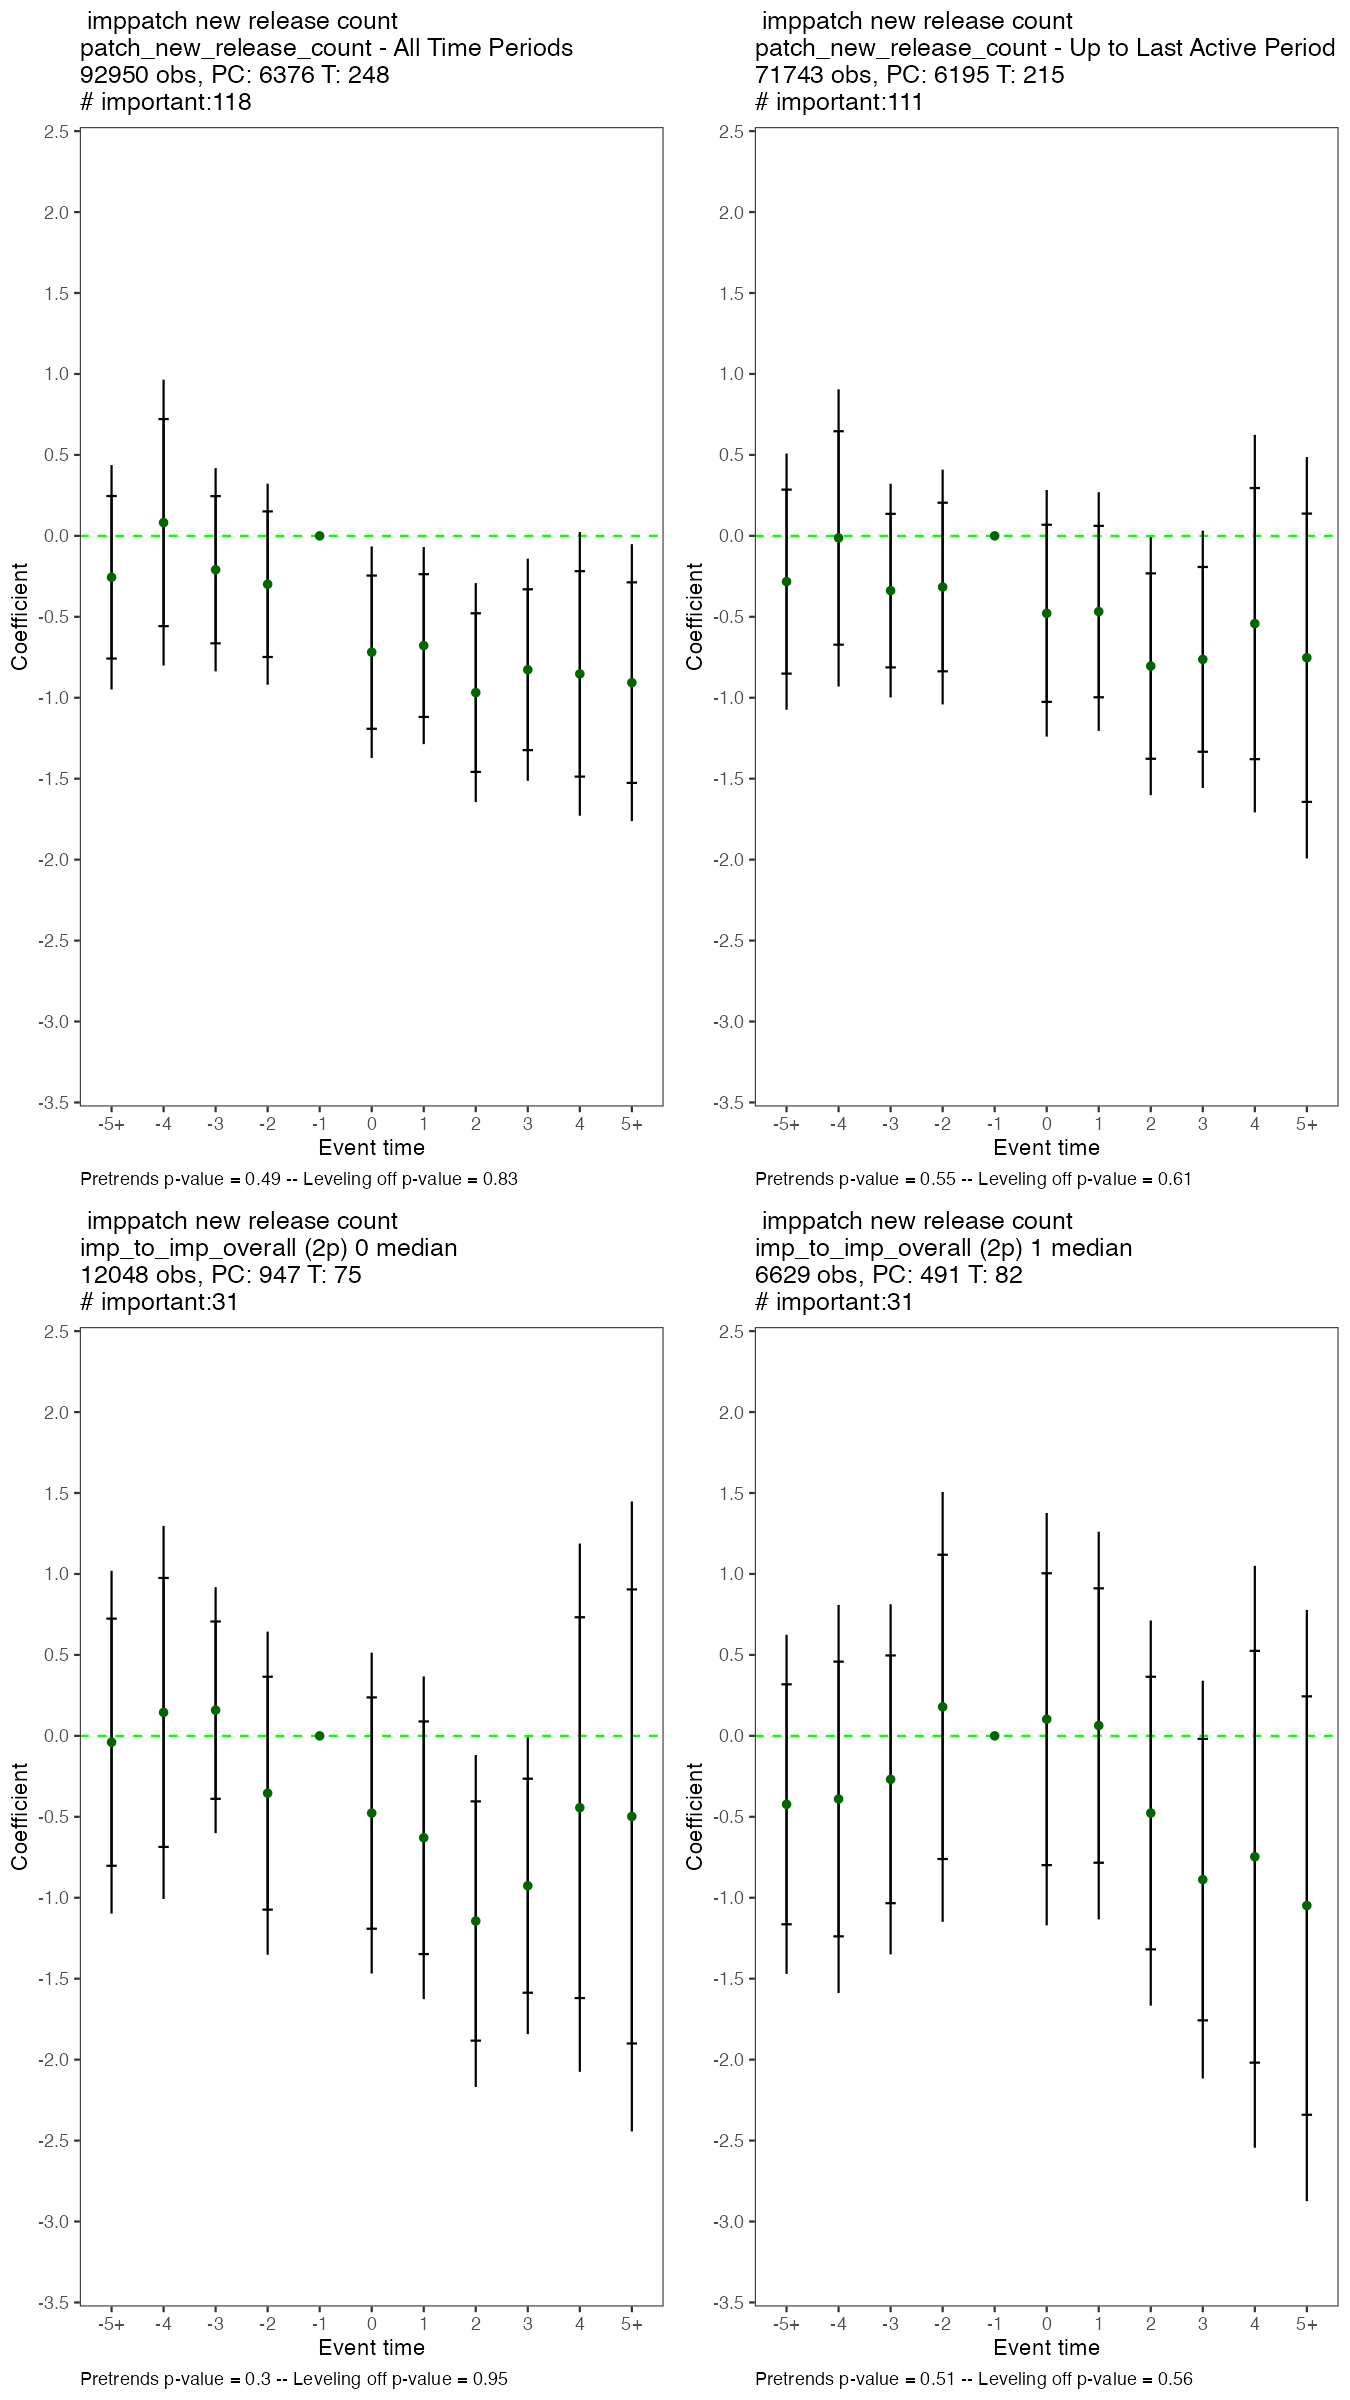 imppatch new release count
patch_new_release_count - All Time Periods
92950 obs, PC: 6376 T: 248
# important:118
2.5
2.0
1.5
1.0
0.5
0.0
-0.5
-1.0
-1.5
-2.0
-2.5
-3.0
-3.5
Coefficient
-5+ -4 -3 -2 -1 0 1 2 3 4 5+
Event time
Pretrends p-value = 0.49 -- Leveling off p-value = 0.83
imppatch new release count
patch_new_release_count - Up to Last Active Period
71743 obs, PC: 6195 T: 215
# important:111
2.5
2.0
1.5
1.0
0.5
0.0
-0.5
-1.0
-1.5
-2.0
-2.5
-3.0
-3.5
Coefficient
-5+ -4 -3 -2 -1 0 1 2 3 4 5+
Event time
Pretrends p-value = 0.55 -- Leveling off p-value = 0.61
imppatch new release count
imp_to_imp_overall (2p) 0 median
12048 obs, PC: 947 T: 75
# important:31
2.5
2.0
1.5
1.0
0.5
0.0
-0.5
-1.0
-1.5
-2.0
-2.5
-3.0
-3.5
Coefficient
-5+ -4 -3 -2 -1 0 1 2 3 4 5+
Event time
Pretrends p-value = 0.3 -- Leveling off p-value = 0.95
imppatch new release count
imp_to_imp_overall (2p) 1 median
6629 obs, PC: 491 T: 82
# important:31
2.5
2.0
1.5
1.0
0.5
0.0
-0.5
-1.0
-1.5
-2.0
-2.5
-3.0
-3.5
Coefficient
-5+ -4 -3 -2 -1 0 1 2 3 4 5+
Event time
Pretrends p-value = 0.51 -- Leveling off p-value = 0.56